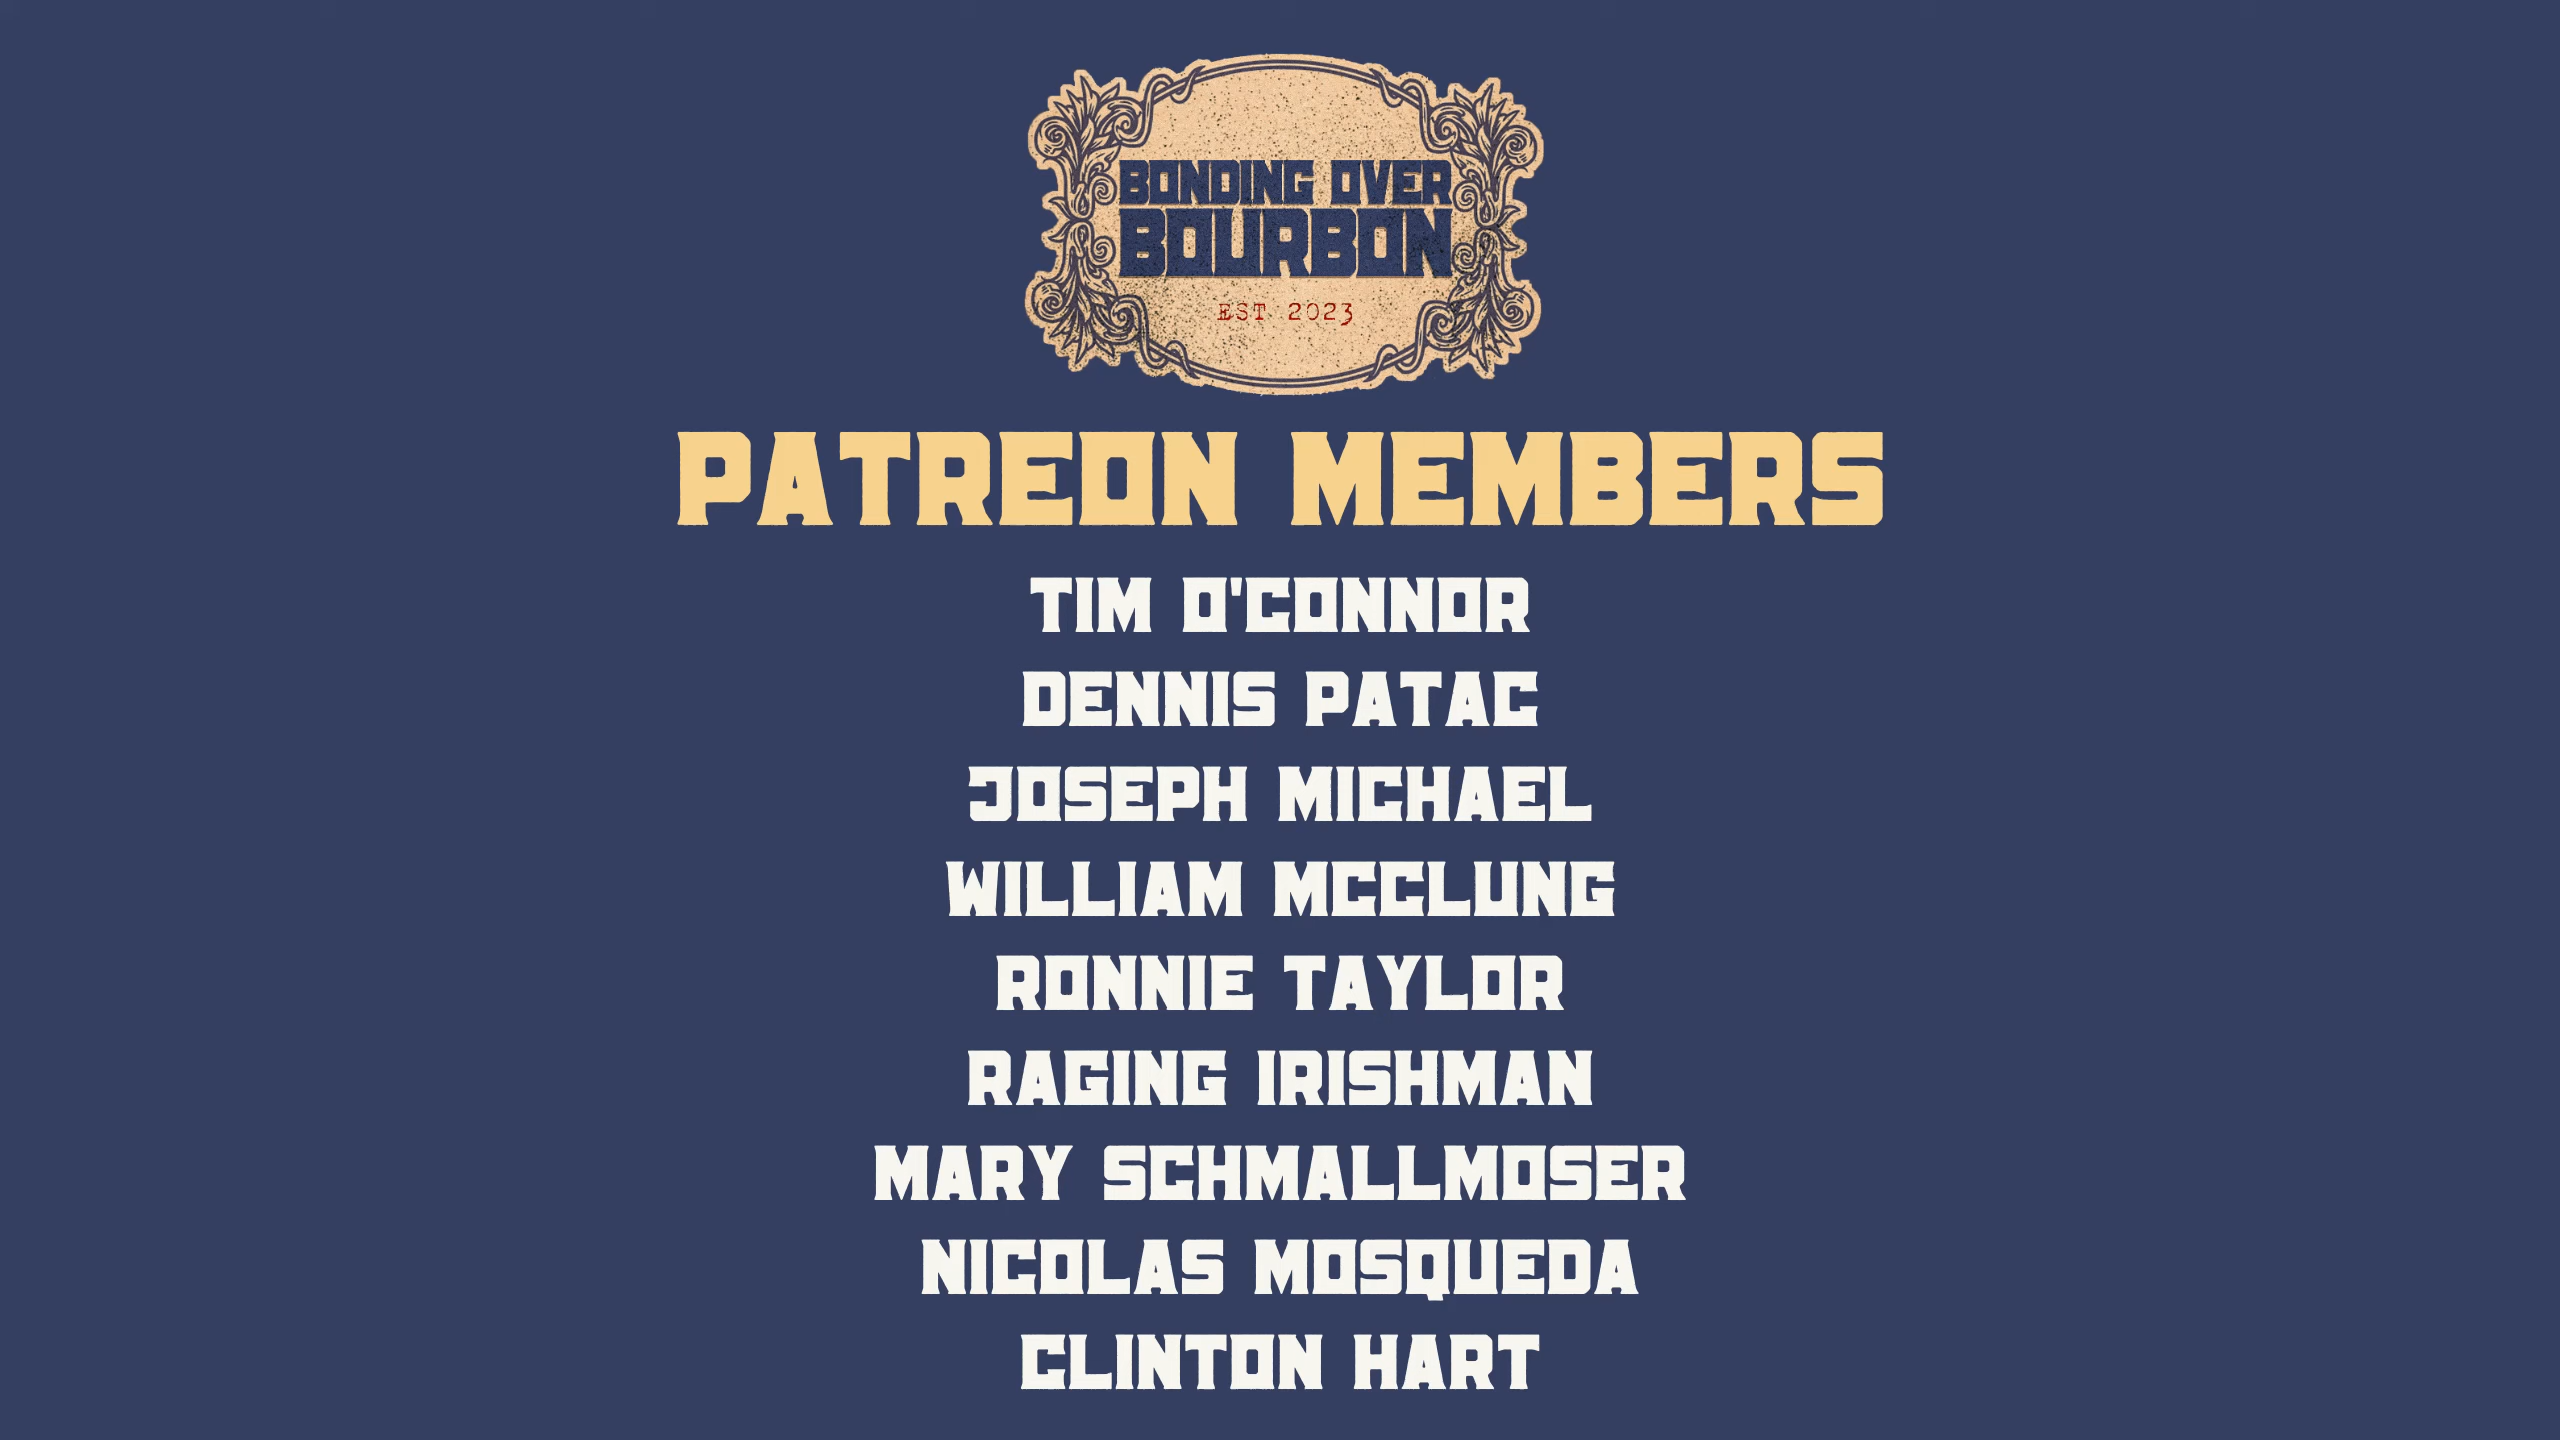 BONDING OVER
BOURBON
EST 2023
PATREON MEMBERS
TIM O'CONNOR
DENNIS PATAC
JOSEPH MICHAEL
WILLIAM MCCLUNG
RONNIE TAYLOR
RAGING IRISHMAN
MARY SCHMALLMOSER
NICOLAS MOSQUEDA
CLINTON HART